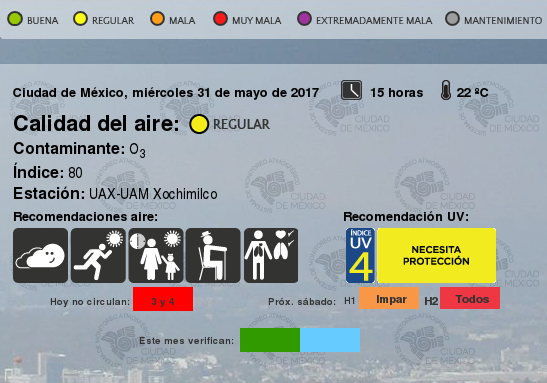 BUENA REGULAR MALA MUY MALA EXTREMADAMENTE MALA MANTENIMIENTO
Ciudad de México, miércoles 31 de mayo de 2017 15 horas 22 ºC
Calidad del aire: REGULAR
Contaminante: O3
Índice: 80
Estación: UAX-UAM Xochimilco
Recomendaciones aire: Recomendación UV:
ÍNDICE
UV
4
NECESITA
PROTECCIÓN
Hoy no circulan: 3 y 4 Próx. sábado: H1 Impar H2 Todos
Este mes verifican:
CIUDAD
DE MÉXICO